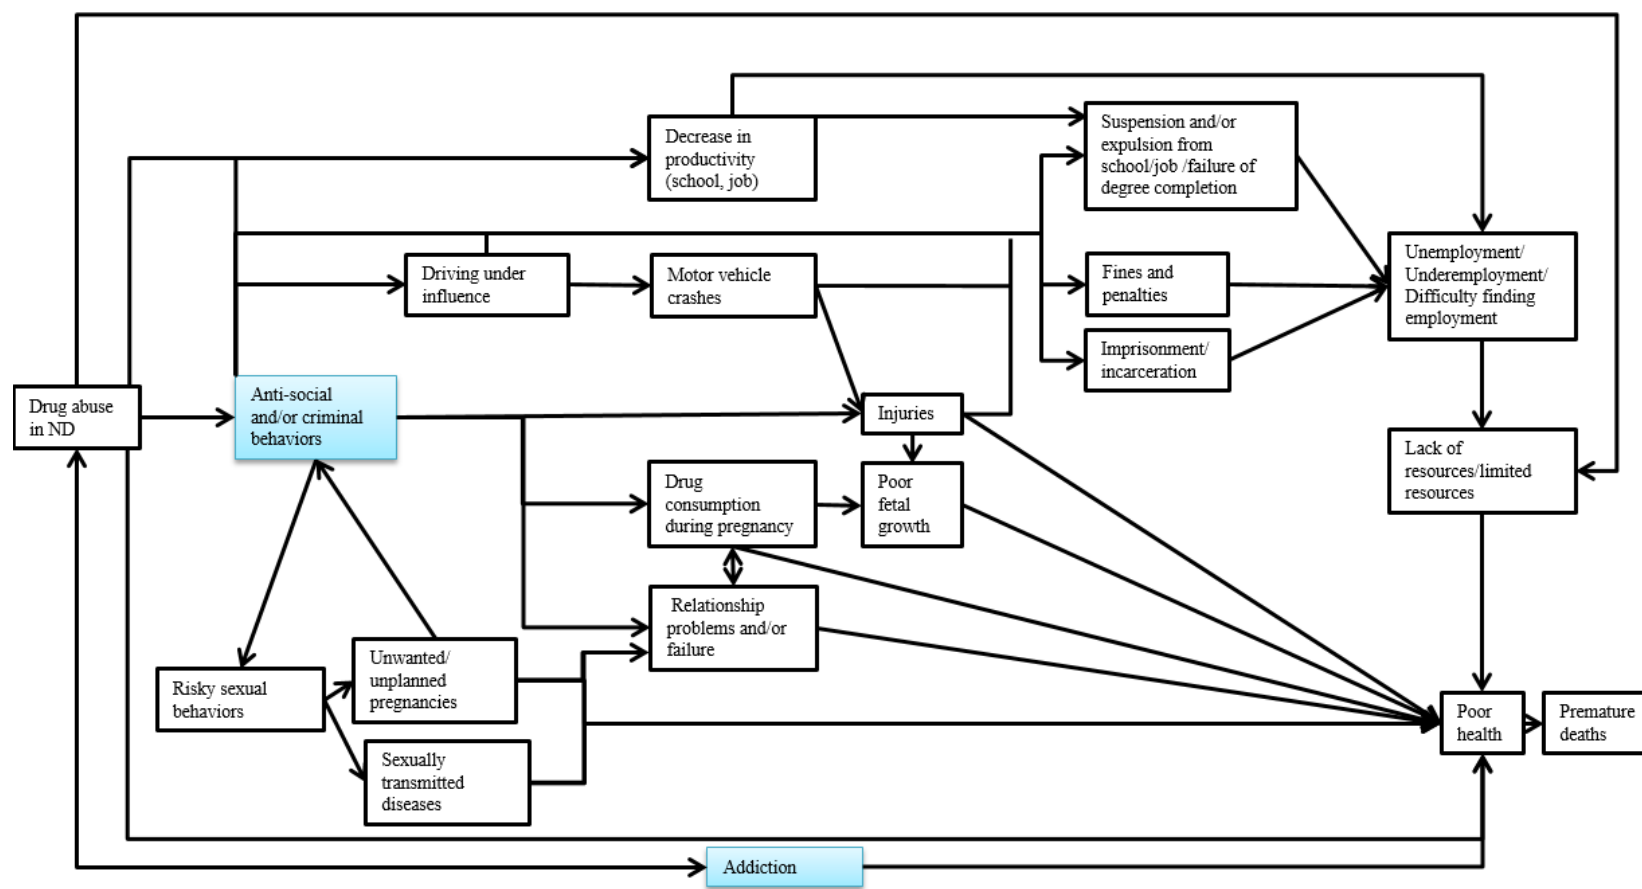 Decrease in
productivity
(school, job)
Suspension and/or
expulsion from
school/job /failure of
degree completion
Driving under
influence
Motor vehicle
crashes
Fines and
penalties
Unemployment/
Underemployment/
Difficulty finding
employment
Imprisonment/
incarceration
Drug abuse
in ND
Anti-social
and/or criminal
behaviors
Injuries
Lack of
resources/limited
resources
Drug
consumption
during pregnancy
Poor
fetal
growth
Relationship
problems and/or
failure
Risky sexual
behaviors
Unwanted/
unplanned
pregnancies
Sexually
transmitted
diseases
Poor
health
Premature
deaths
Addiction